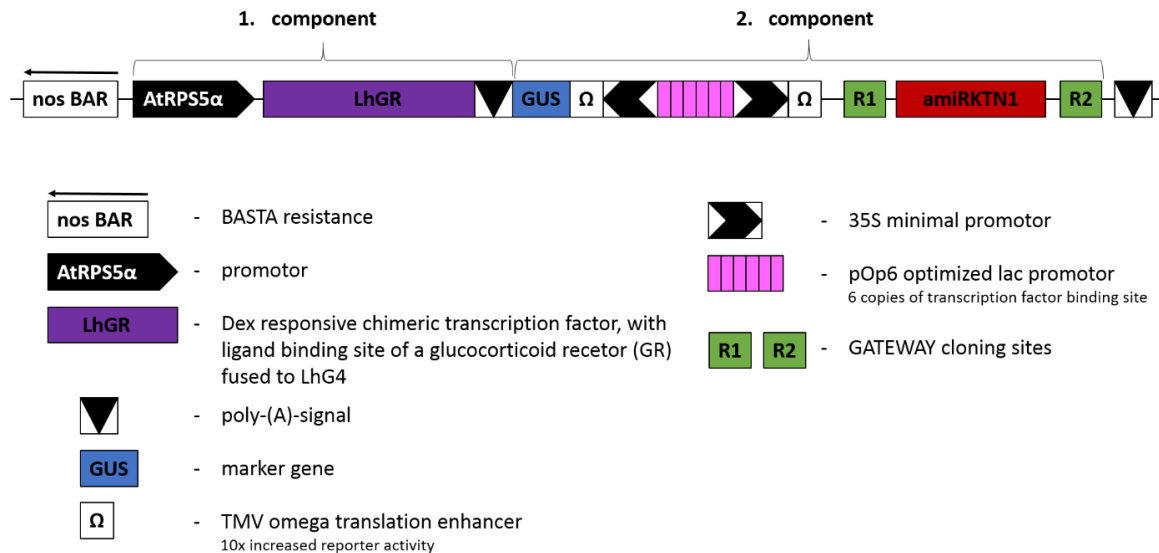 1. component
2. component
nos BAR
AtRPS5α
LhGR
GUS
Ω
Ω
R1
amiRKTN1
R2
nos BAR
- BASTA resistance
AtRPS5α
- promotor
LhGR
- Dex responsive chimeric transcription factor, with
ligand binding site of a glucocorticoid recetor (GR)
fused to LhG4
- poly-(A)-signal
GUS
- marker gene
Ω
- TMV omega translation enhancer
10x increased reporter activity
- 35S minimal promotor
- pOp6 optimized lac promotor
6 copies of transcription factor binding site
R1 R2
- GATEWAY cloning sites